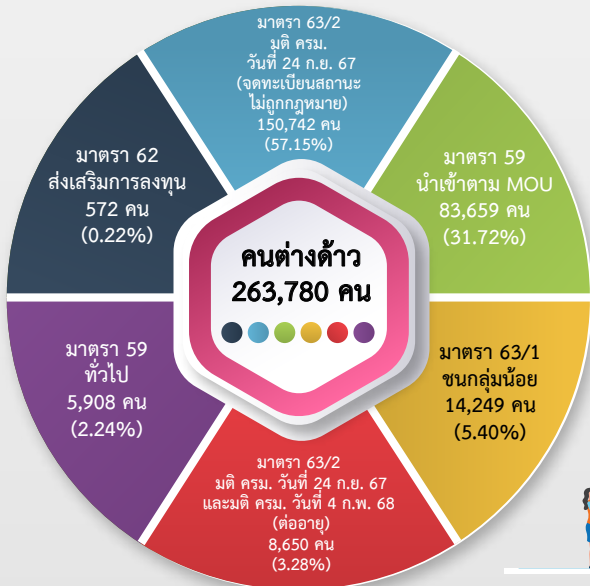 มาตรา 63/2
มติ ครม.
วันที่ 24 ก.ย. 67
(จดทะเบียนสถานะ
ไม่ถูกกฎหมาย)
150,742 คน
(57.15%)
มาตรา 62
ส่งเสริมการลงทุน
572 คน
(0.22%)
มาตรา 59
นำเข้าตาม MOU
83,659 คน
(31.72%)
คนต่างด้าว
263,780 คน
มาตรา 59
ทั่วไป
5,908 คน
(2.24%)
มาตรา 63/1
ชนกลุ่มน้อย
14,249 คน
(5.40%)
มาตรา 63/2
มติ ครม. วันที่ 24 ก.ย. 67
และมติ ครม. วันที่ 4 ก.พ. 68
(ต่ออายุ)
8,650 คน
(3.28%)